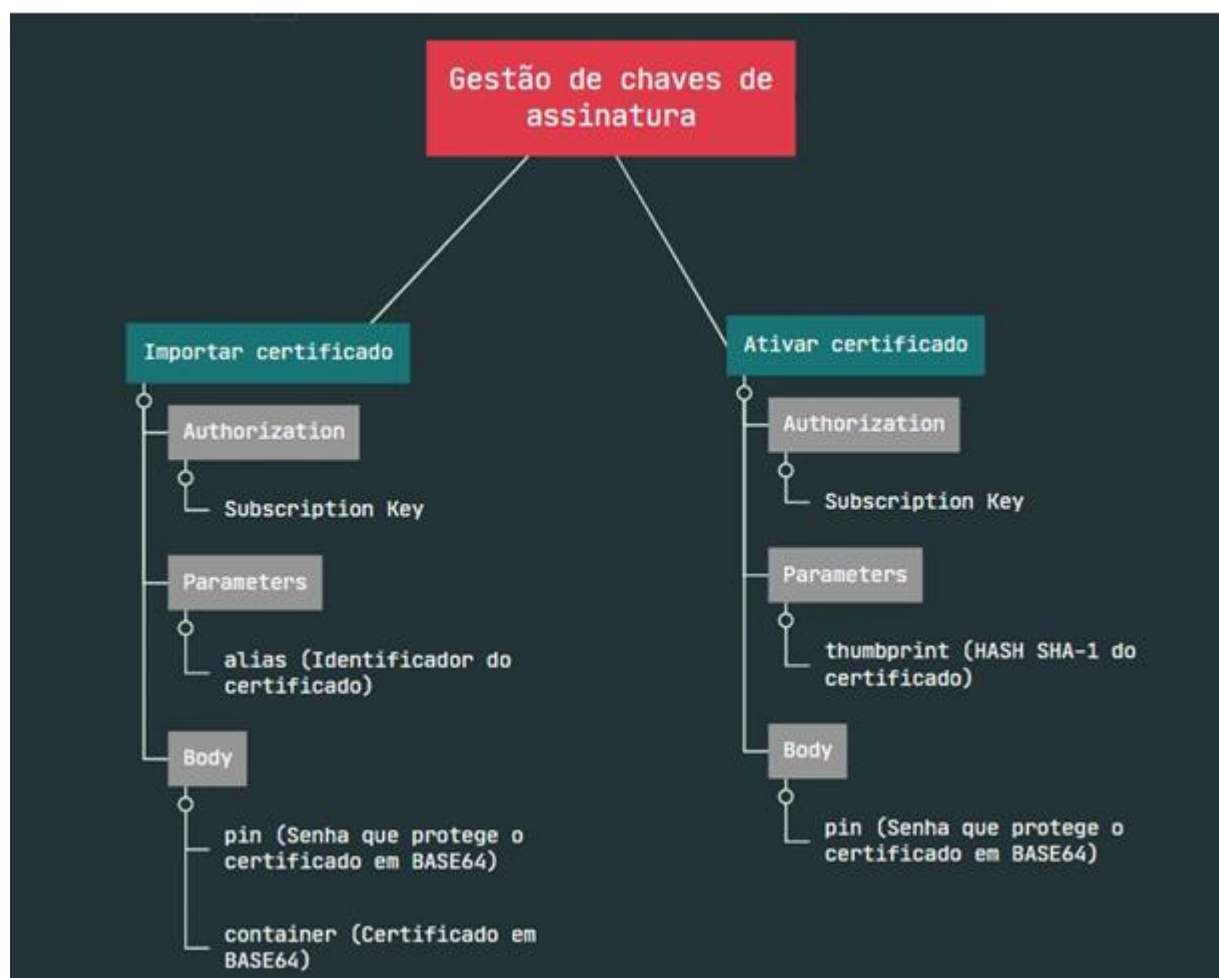 Gestão de chaves de
assinatura
Importar certificado
Authorization
Subscription Key
Parameters
alias (Identificador do
certificado)
Body
pin (Senha que protege o
certificado em BASE64)
container (Certificado em
BASE64)
Ativar certificado
Authorization
Subscription Key
Parameters
thumbprint (HASH SHA-1 do
certificado)
Body
pin (Senha que protege o
certificado em BASE64)